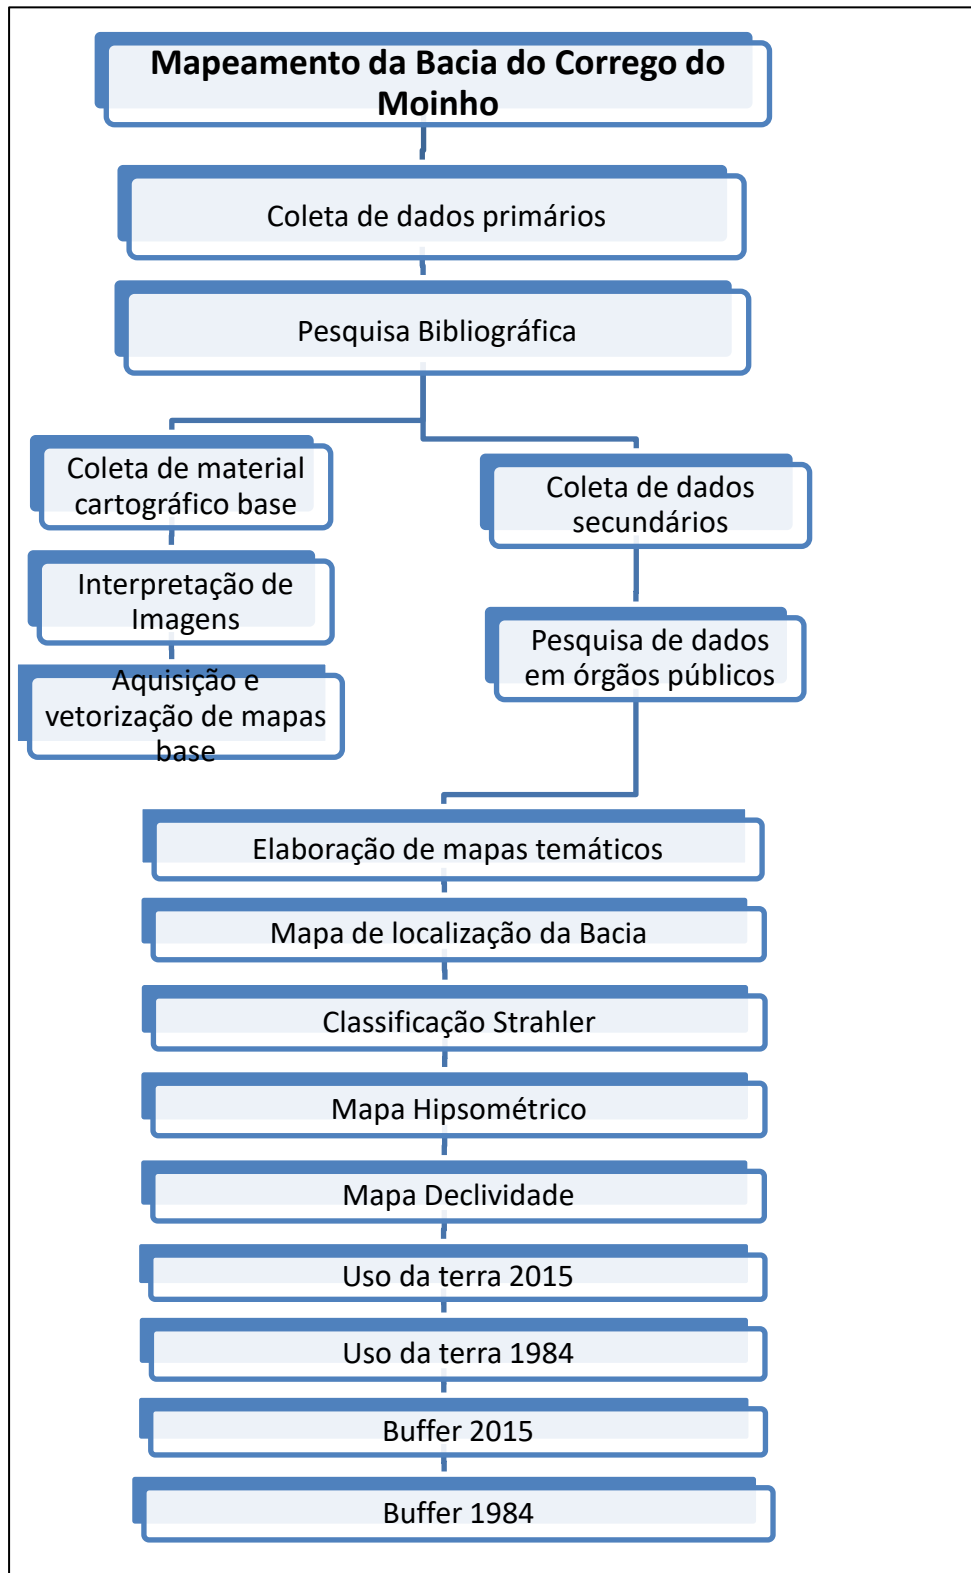 Mapeamento da Bacia do Corrego do
Moinho
Coleta de dados primários
Pesquisa Bibliográfica
Coleta de material
cartográfico base
Interpretação de
Imagens
Aquisição e
vetorização de mapas
base
Coleta de dados
secundários
Pesquisa de dados
em órgãos públicos
Elaboração de mapas temáticos
Mapa de localização da Bacia
Classificação Strahler
Mapa Hipsométrico
Mapa Declividade
Uso da terra 2015
Uso da terra 1984
Buffer 2015
Buffer 1984